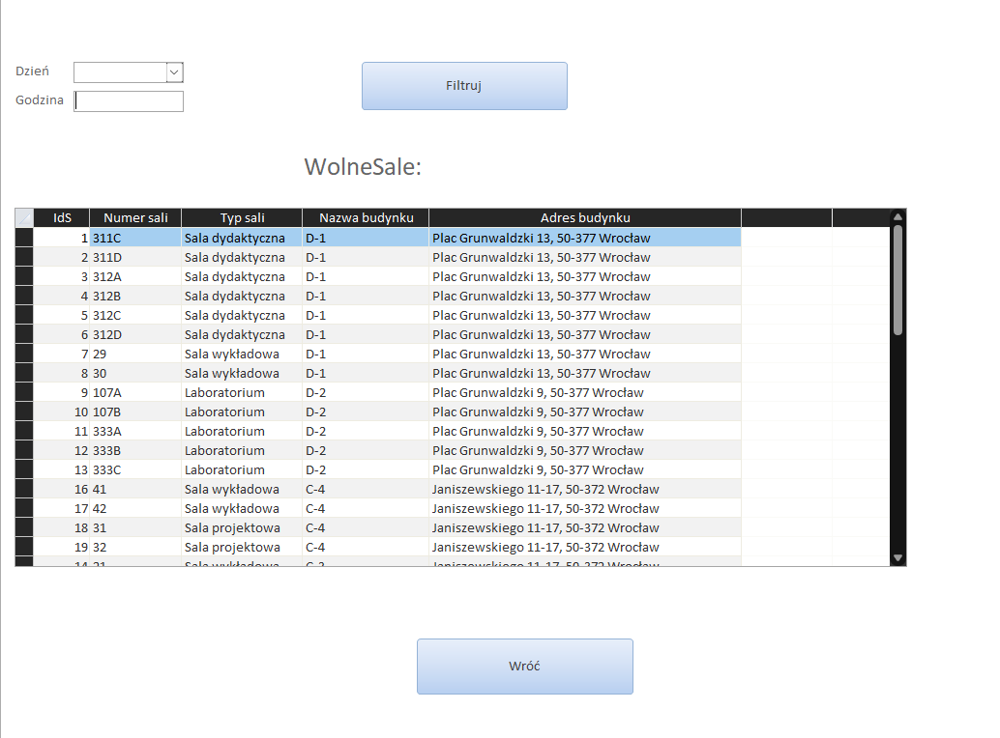 Dzień
Filtruj
Godzina
WolneSale:
IdS Numer sali Typ sali Nazwa budynku Adres budynku
1 311C Sala dydaktyczna D-1 Plac Grunwaldzki 13, 50-377 Wrocław
2 311D Sala dydaktyczna D-1 Plac Grunwaldzki 13, 50-377 Wrocław
3 312A Sala dydaktyczna D-1 Plac Grunwaldzki 13, 50-377 Wrocław
4 312B Sala dydaktyczna D-1 Plac Grunwaldzki 13, 50-377 Wrocław
5 312C Sala dydaktyczna D-1 Plac Grunwaldzki 13, 50-377 Wrocław
6 312D Sala dydaktyczna D-1 Plac Grunwaldzki 13, 50-377 Wrocław
7 29 Sala wykładowa D-1 Plac Grunwaldzki 13, 50-377 Wrocław
8 30 Sala wykładowa D-1 Plac Grunwaldzki 13, 50-377 Wrocław
9 107A Laboratorium D-2 Plac Grunwaldzki 9, 50-377 Wrocław
10 107B Laboratorium D-2 Plac Grunwaldzki 9, 50-377 Wrocław
11 333A Laboratorium D-2 Plac Grunwaldzki 9, 50-377 Wrocław
12 333B Laboratorium D-2 Plac Grunwaldzki 9, 50-377 Wrocław
13 333C Laboratorium D-2 Plac Grunwaldzki 9, 50-377 Wrocław
16 41 Sala wykładowa C-4 Janiszewskiego 11-17, 50-372 Wrocław
17 42 Sala wykładowa C-4 Janiszewskiego 11-17, 50-372 Wrocław
18 31 Sala projektowa C-4 Janiszewskiego 11-17, 50-372 Wrocław
19 32 Sala projektowa C-4 Janiszewskiego 11-17, 50-372 Wrocław
14 21 Sala wykładowa Janiszewskiego 11-17, 50-372 Wrocław
Wróć